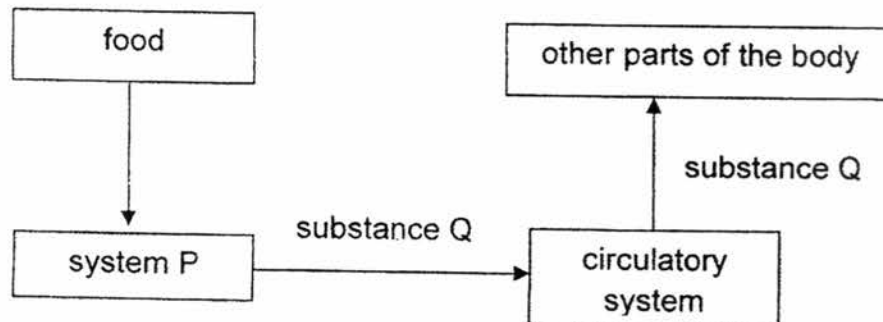 food
other parts of the body
substance Q
substance Q
system P
circulatory
system